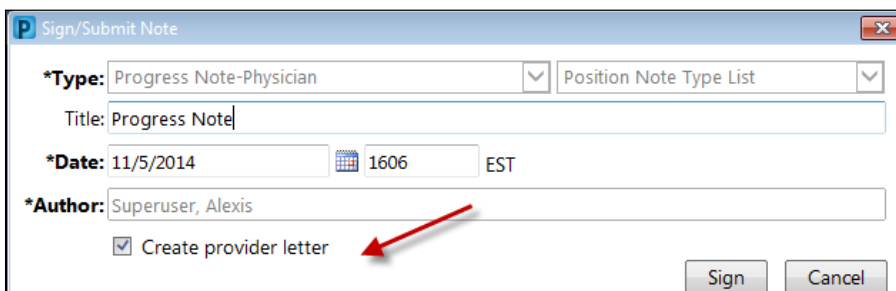 P Sign/Submit Note
*Type: Progress Note-Physician Position Note Type List
Title: Progress Note
*Date: 11/5/2014 1606 EST
*Author: Superuser, Alexis
Create provider letter
Sign Cancel